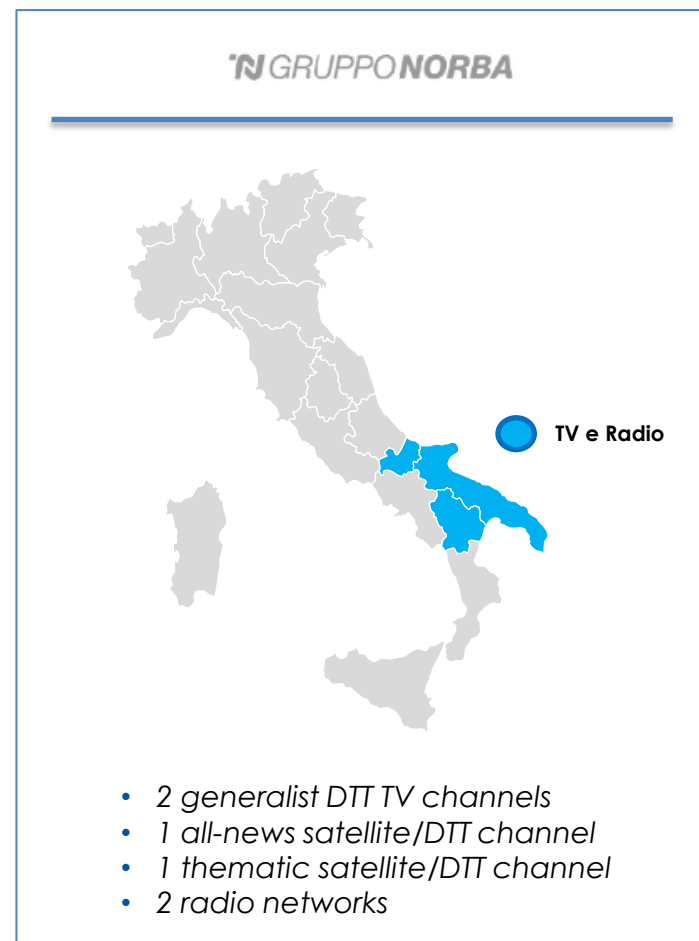 GRUPPO NORBA
TV e Radio
• 2 generalist DTT TV channels
• 1 all-news satellite/DTT channel
• 1 thematic satellite/DTT channel
• 2 radio networks